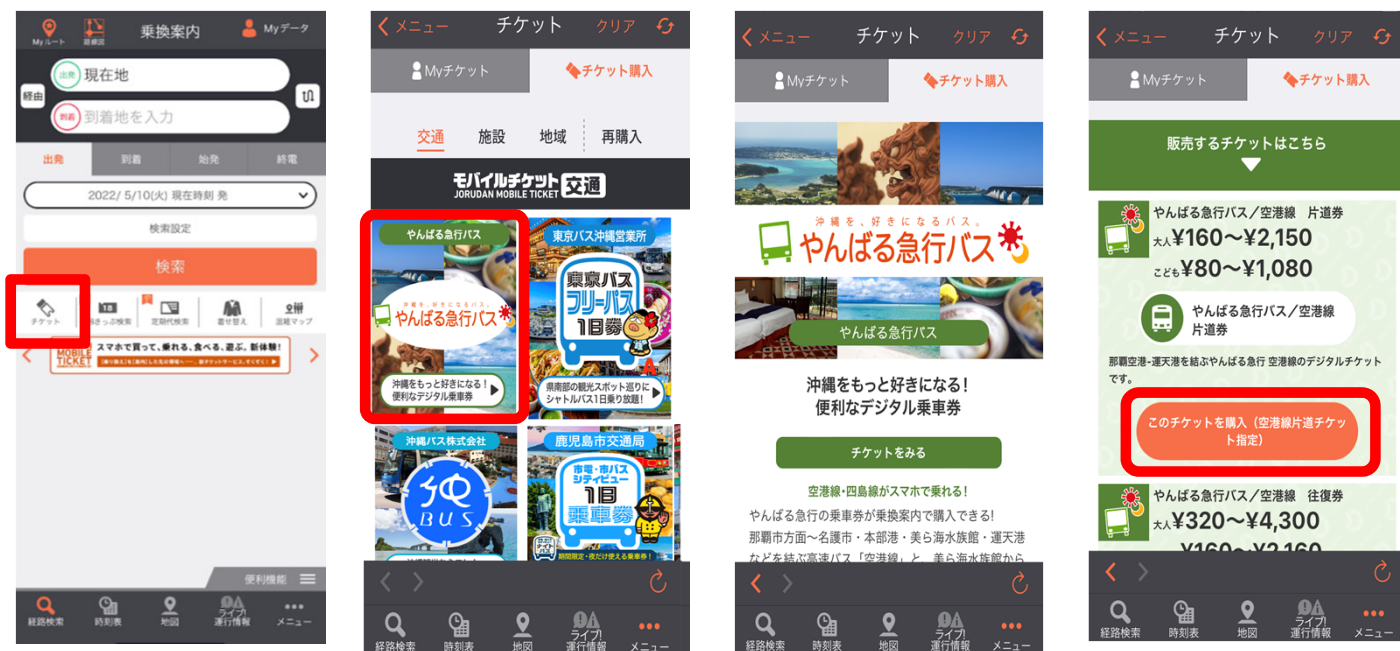 Myルート
路線図
乗換案内
Myデータ
出発
現在地
経由
到着
到着地を入力
出発
到着
始発
終電
2022/ 5/10(火) 現在時刻 発
検索設定
検索
チケット
きっぷ検索
定期代検索
着せ替え
混雑マップ
MOBILE
TICKET
スマホで買って、乗れる、食べる、遊ぶ、新体験!
便利機能
経路検索
時刻表
地図
ライブ!
運行情報
メニュー
メニュー
チケット
クリア
Myチケット
チケット購入
交通
施設
地域
再購入
モバイルチケット 交通
JORUDAN MOBILE TICKET
やんばる急行バス
沖縄を、好きになるバス。
やんばる急行バス
沖縄をもっと好きになる!
便利なデジタル乗車券
東京バス沖縄営業所
東京バス
フリーパス
1日券
県南部の観光スポット巡りに
シャトルバス1日乗り放題!
沖縄バス株式会社
BUS
鹿児島市交通局
市電・市バス
シティビュー
1日
乗車券
期間限定・夜だけ使える乗車券!
経路検索
時刻表
地図
ライブ!
運行情報
メニュー
メニュー
チケット
クリア
Myチケット
チケット購入
沖縄を、好きになるバス。
やんばる急行バス
やんばる急行バス
沖縄をもっと好きになる!
便利なデジタル乗車券
チケットをみる
空港線・四島線がスマホで乗れる!
やんばる急行の乗車券が乗換案内で購入できる!
那覇市方面〜名護市・本部港・美ら海水族館・運天港
などを結ぶ高速バス「空港線」と、美ら海水族館から
経路検索
時刻表
地図
ライブ!
運行情報
メニュー
メニュー
チケット
クリア
Myチケット
チケット購入
販売するチケットはこちら
やんばる急行バス/空港線 片道券
大人¥160〜¥2,150
こども¥80〜¥1,080
やんばる急行バス/空港線
片道券
那覇空港-運天港を結ぶやんばる急行 空港線のデジタルチケット
です。
このチケットを購入(空港線片道チケッ
ト指定)
やんばる急行バス/空港線 往復券
大人¥320〜¥4,300
¥160〜¥2,160
経路検索
時刻表
地図
ライブ!
運行情報
メニュー